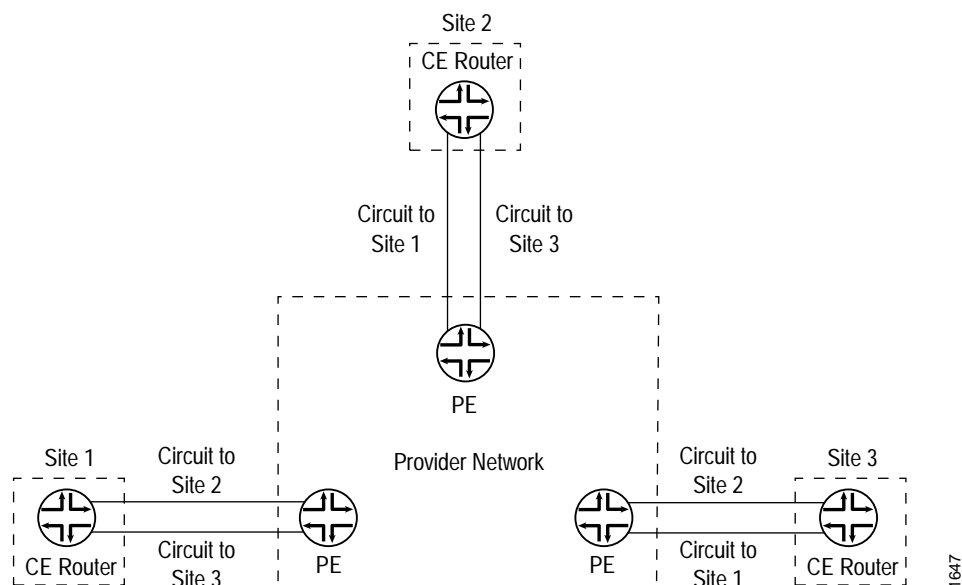 Site 2
CE Router
Circuit to
Site 1
Circuit to
Site 3
PE
Provider Network
Site 1
Circuit to
Site 2
CE Router
Circuit to
Site 3
PE
Circuit to
Site 2
Site 3
PE
Circuit to
Site 1
CE Router
1647